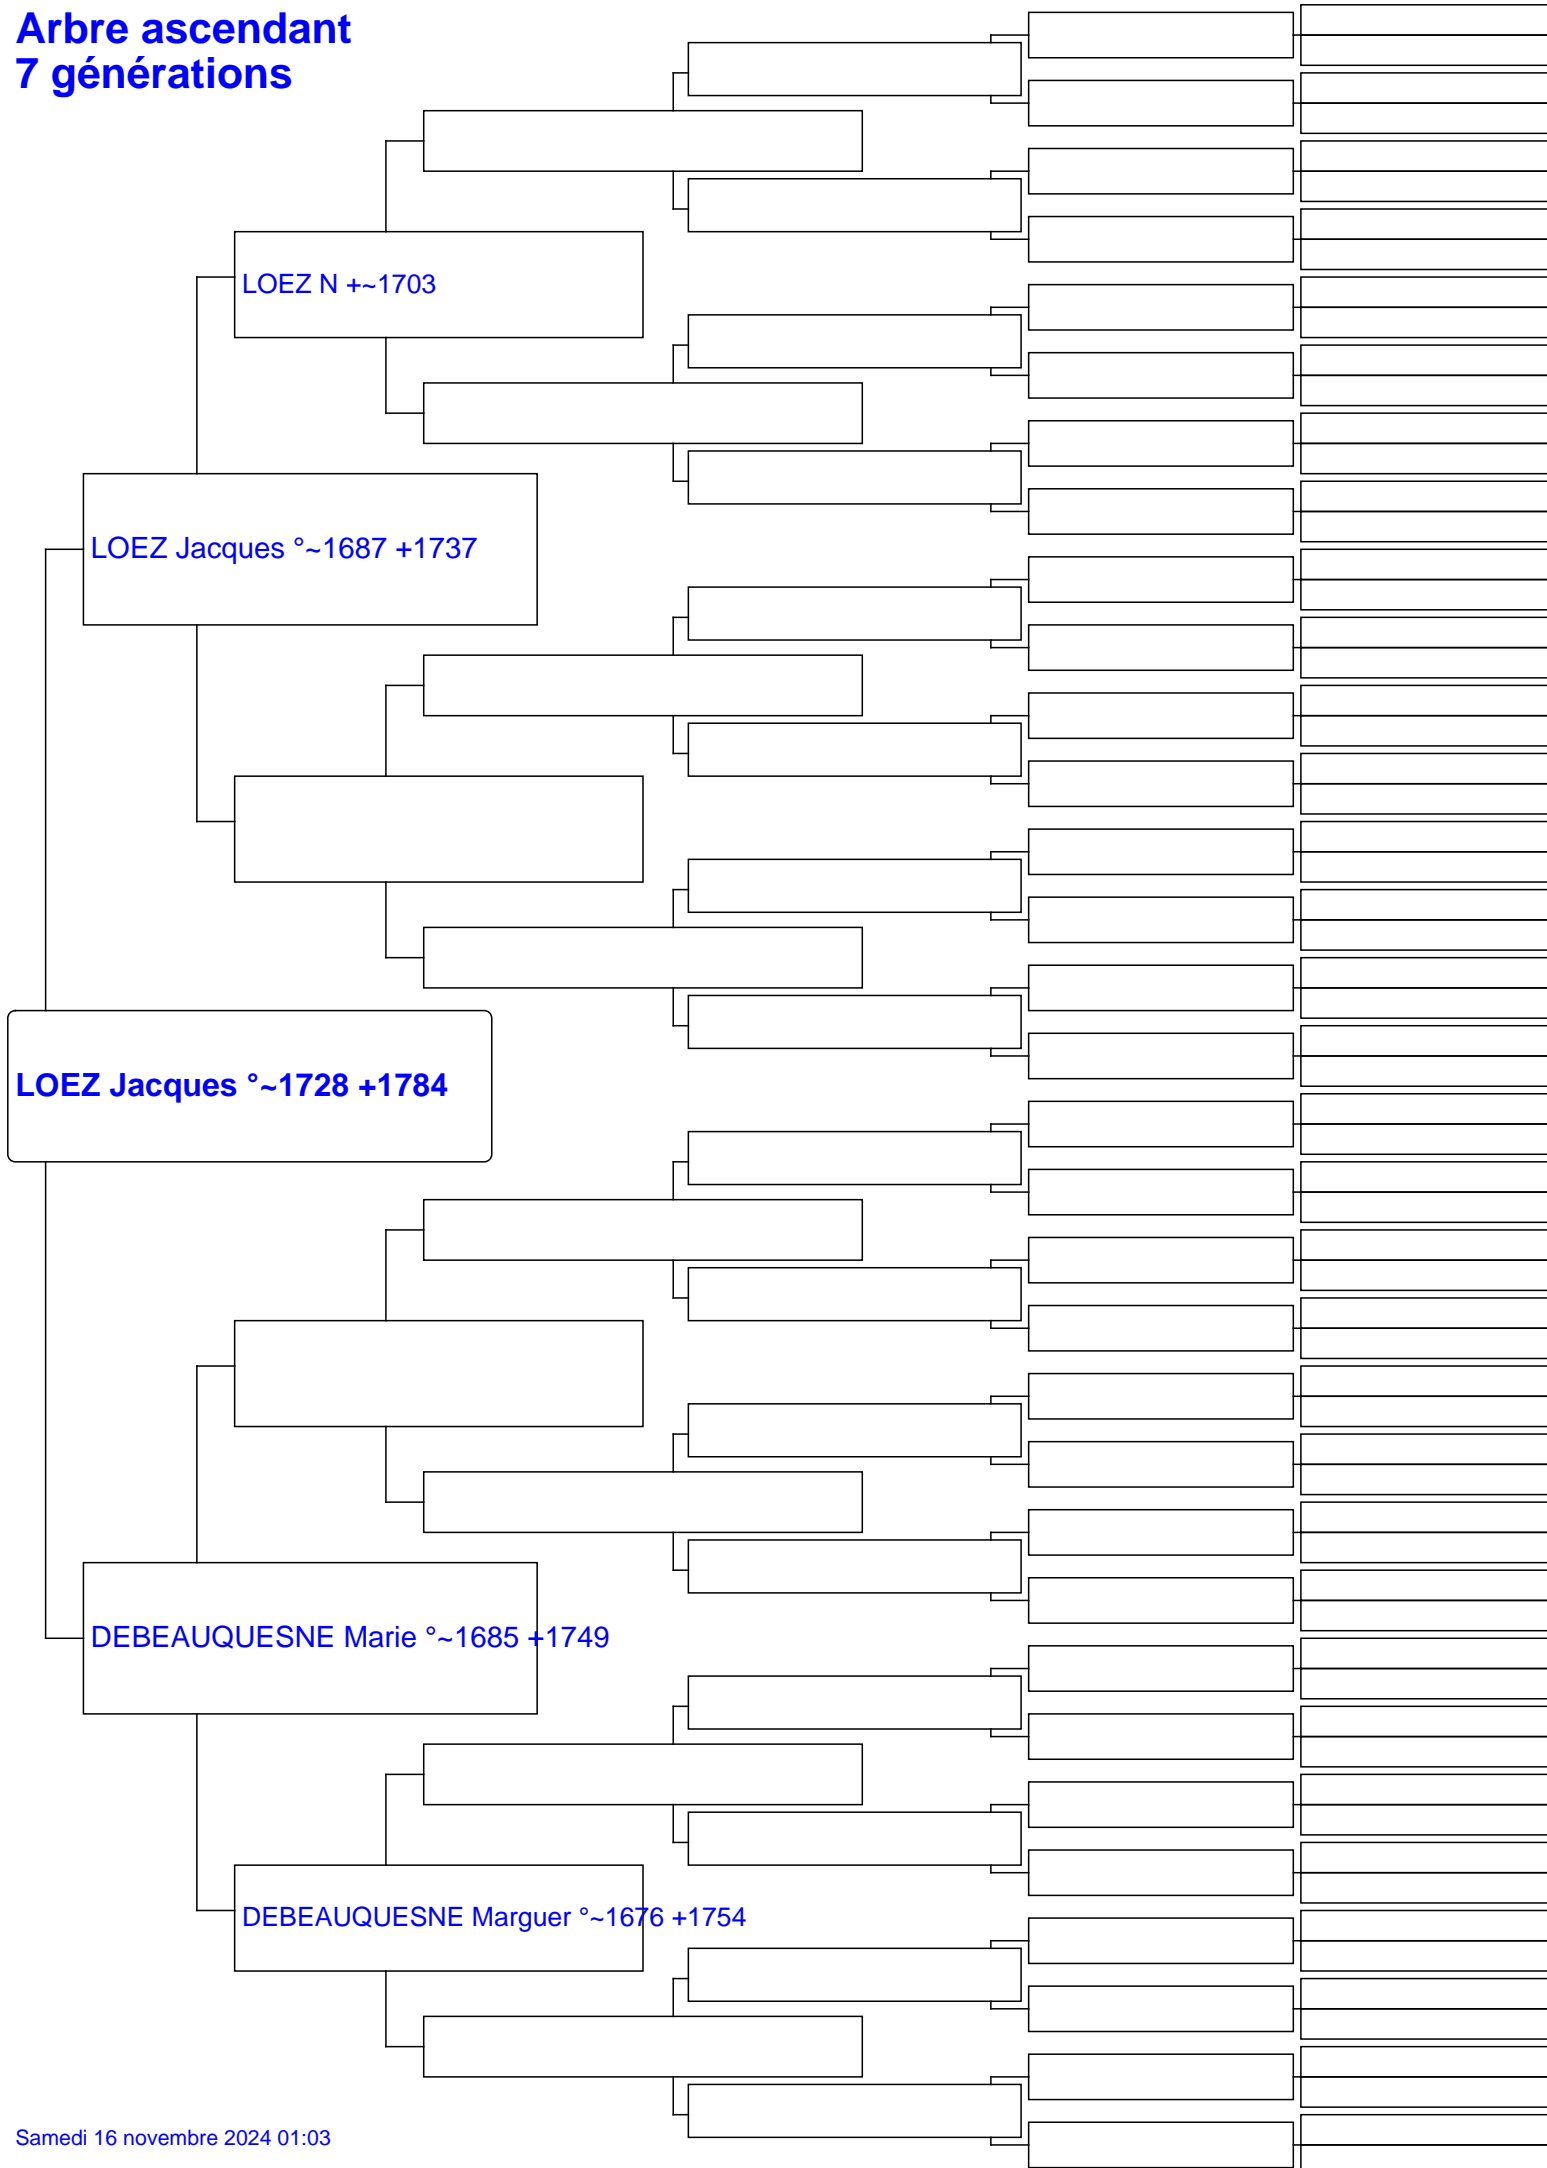 Arbre ascendant
7 générations
LOEZ N +~1703
LOEZ Jacques °~1687 +1737
LOEZ Jacques °~1728 +1784
DEBEAUQUESNE Marie °~1685 +1749
DEBEAUQUESNE Marguer °~1676 +1754
Samedi 16 novembre 2024 01:03